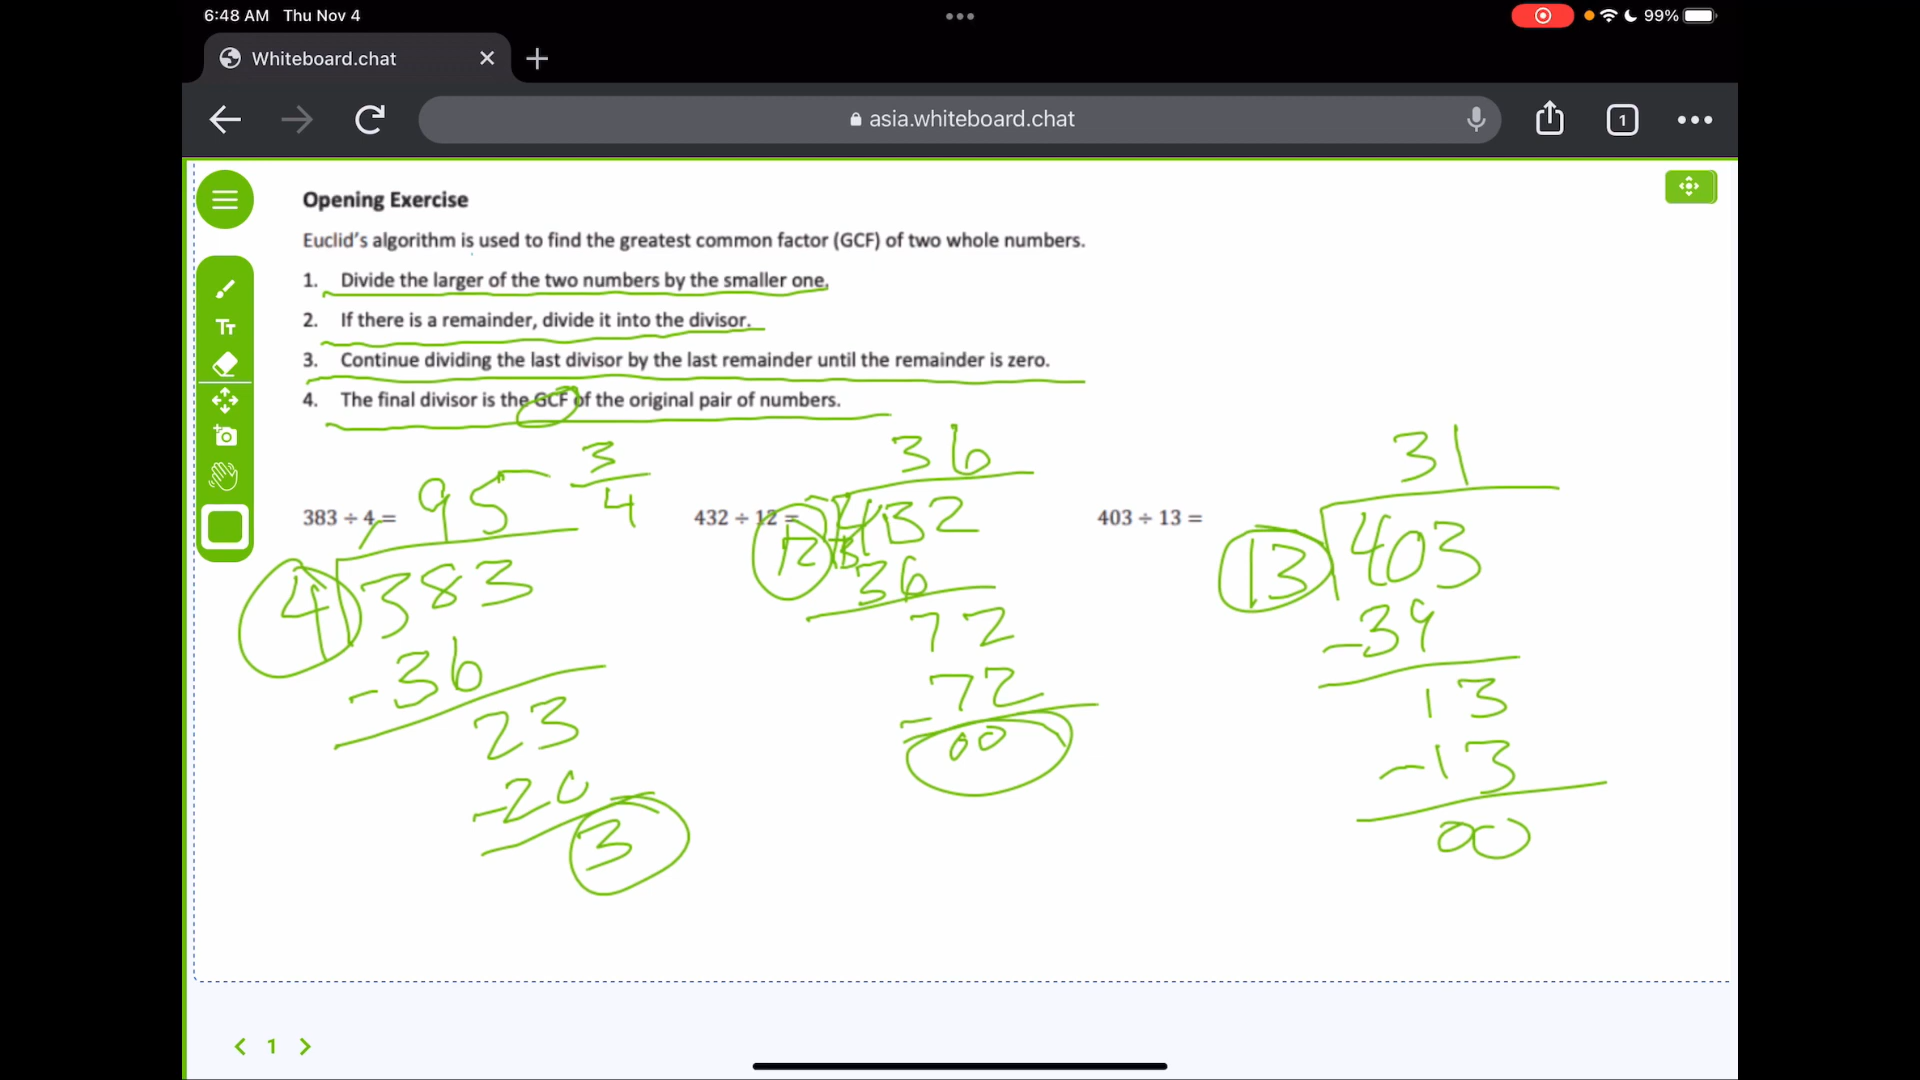 6:48 AM Thu Nov 4
99%
Whiteboard.chat
asia.whiteboard.chat
1
Opening Exercise
Euclid's algorithm is used to find the greatest common factor (GCF) of two whole numbers.
1. Divide the larger of the two numbers by the smaller one.
2. If there is a remainder, divide it into the divisor.
3. Continue dividing the last divisor by the last remainder until the remainder is zero.
4. The final divisor is the GCF of the original pair of numbers.
383 ÷ 4 =
95 3/4
4 383
-36
23
-20
3
432 ÷ 12 =
36
12 432
36
72
-72
00
403 ÷ 13 =
31
13 403
-39
13
-13
00
1